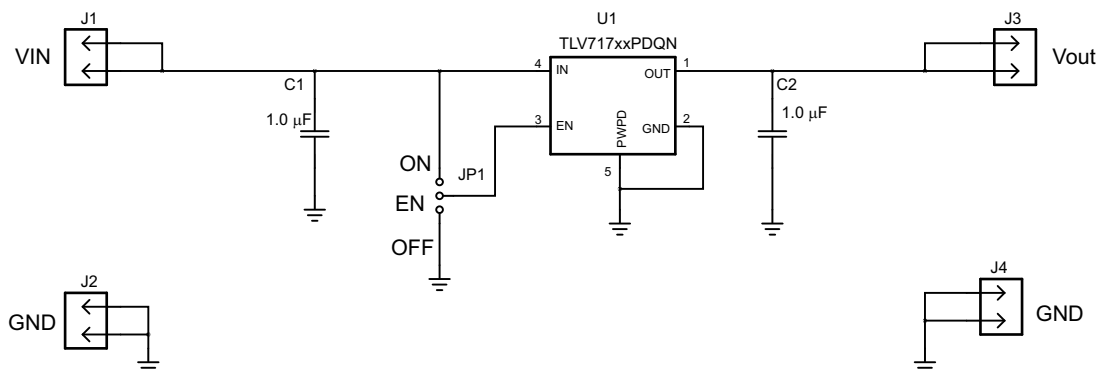 J1
U1
J3
VIN
TLV717xxPDQN
Vout
4
IN
OUT
1
C1
C2
1.0 μF
1.0 μF
3
EN
PWPD
GND
2
ON
JP1
5
EN
OFF
J2
J4
GND
GND